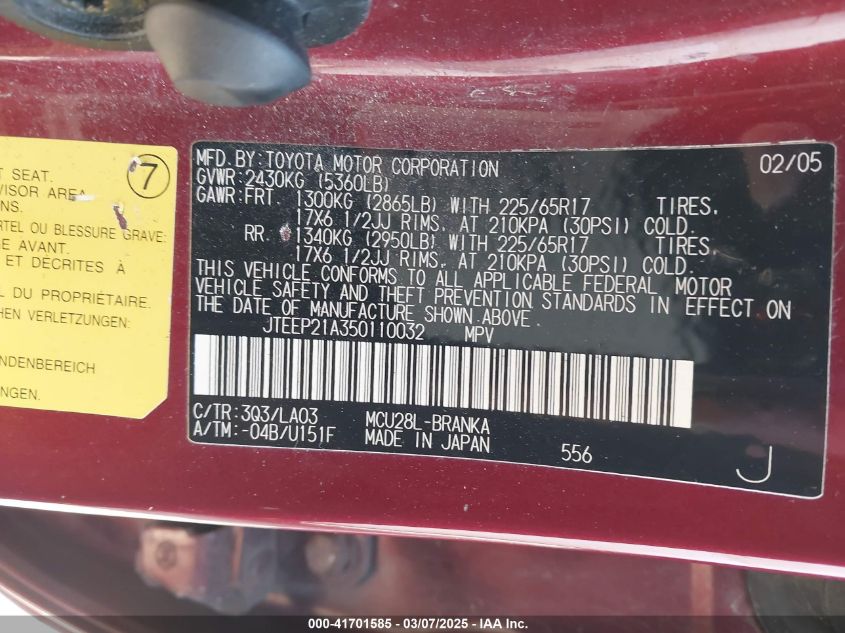 T SEAT.
VISOR AREA
NS.
RTEL OU BLESSURE GRAVE:
GE AVANT.
ET DÉCRITES À
L DU PROPRIÉTAIRE.
CHEN VERLETZUNGEN:
NDENBEREICH
UNGEN.
7
MFD. BY: TOYOTA MOTOR CORPORATION 02/05
GVWR: 2430KG (5360LB)
GAWR: FRT. 1300KG (2865LB) WITH 225/65R17 TIRES,
17X6 1/2JJ RIMS, AT 210KPA (30PSI) COLD.
RR. 1340KG (2950LB) WITH 225/65R17 TIRES,
17X6 1/2JJ RIMS, AT 210KPA (30PSI) COLD.
THIS VEHICLE CONFORMS TO ALL APPLICABLE FEDERAL MOTOR
VEHICLE SAFETY AND THEFT PREVENTION STANDARDS IN EFFECT ON
THE DATE OF MANUFACTURE SHOWN ABOVE.
JTEEP21A350110032 MPV
C/TR: 3Q3/LA03 MCU28L-BRANKA
A/TM: -04B/U151F MADE IN JAPAN 556 J
000-41701585 - 03/07/2025 - IAA Inc.